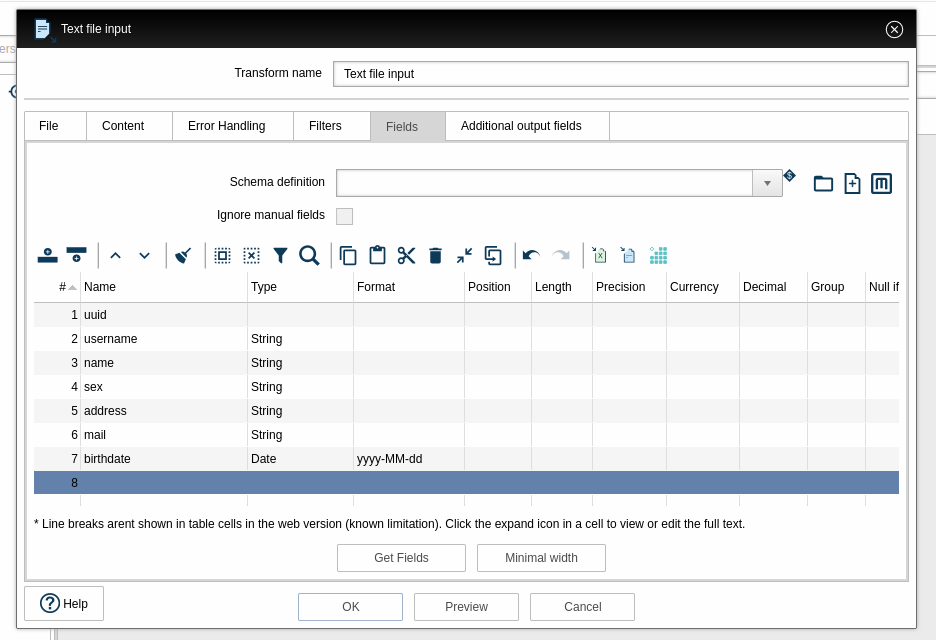 Text file input
ers
Transform name Text file input
File Content Error Handling Filters Fields Additional output fields
Schema definition
Ignore manual fields
# Name Type Format Position Length Precision Currency Decimal Group Null if
1 uuid
2 username String
3 name String
4 sex String
5 address String
6 mail String
7 birthdate Date yyyy-MM-dd
8
* Line breaks arent shown in table cells in the web version (known limitation). Click the expand icon in a cell to view or edit the full text.
Get Fields Minimal width
Help OK Preview Cancel